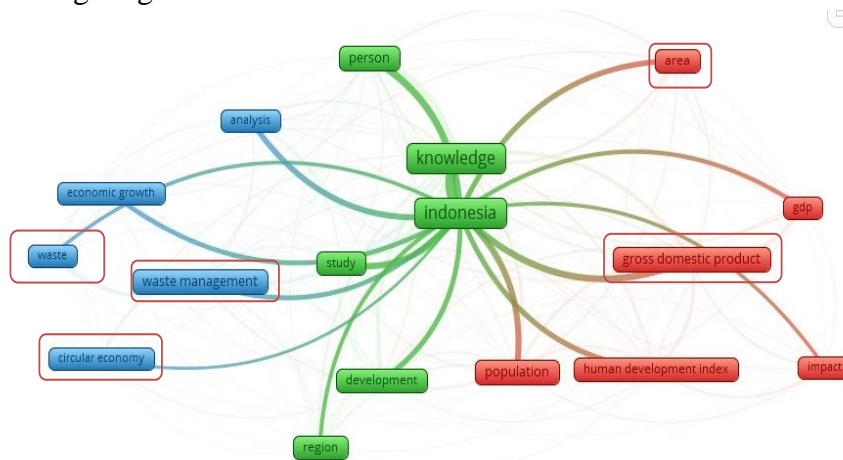 person
area
analysis
knowledge
economic growth
indonesia
gdp
waste
study
gross domestic product
waste management
circular economy
development
population
human development index
impact
region